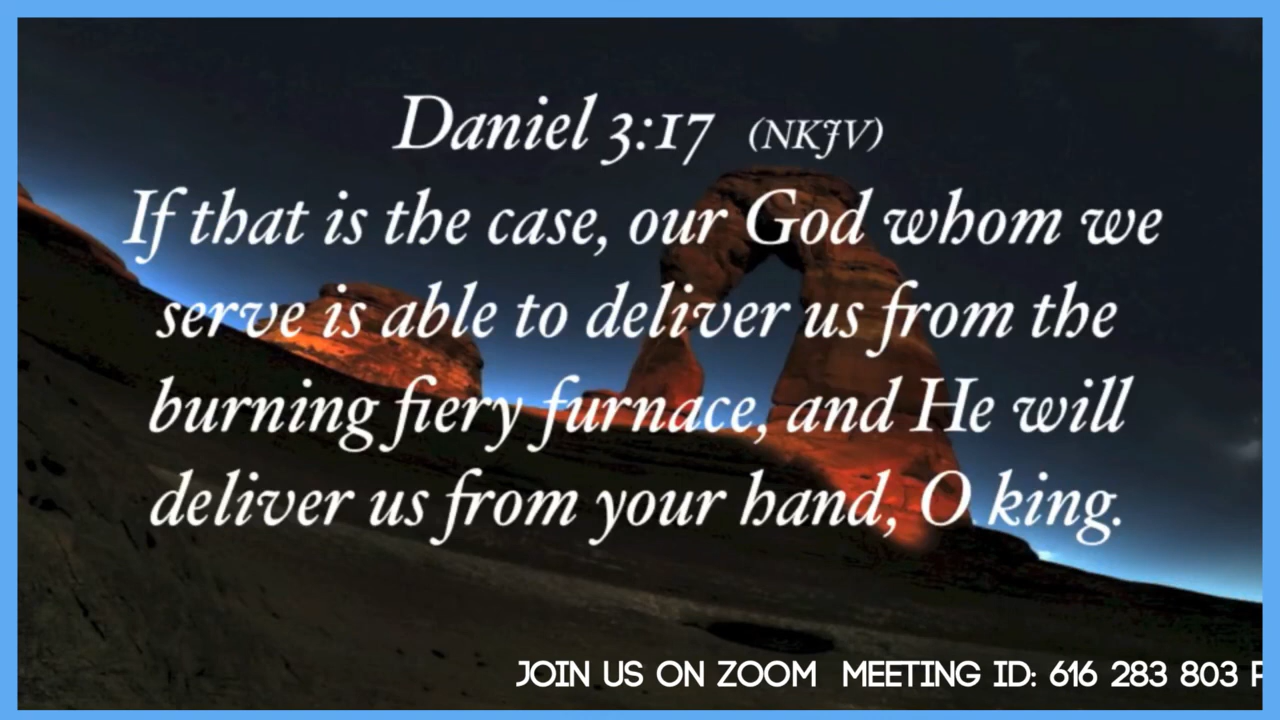 Daniel 3:17 (NKJV)
If that is the case, our God whom we
serve is able to deliver us from the
burning fiery furnace, and He will
deliver us from your hand, O king.
JOIN US ON ZOOM MEETING ID: 616 283 803